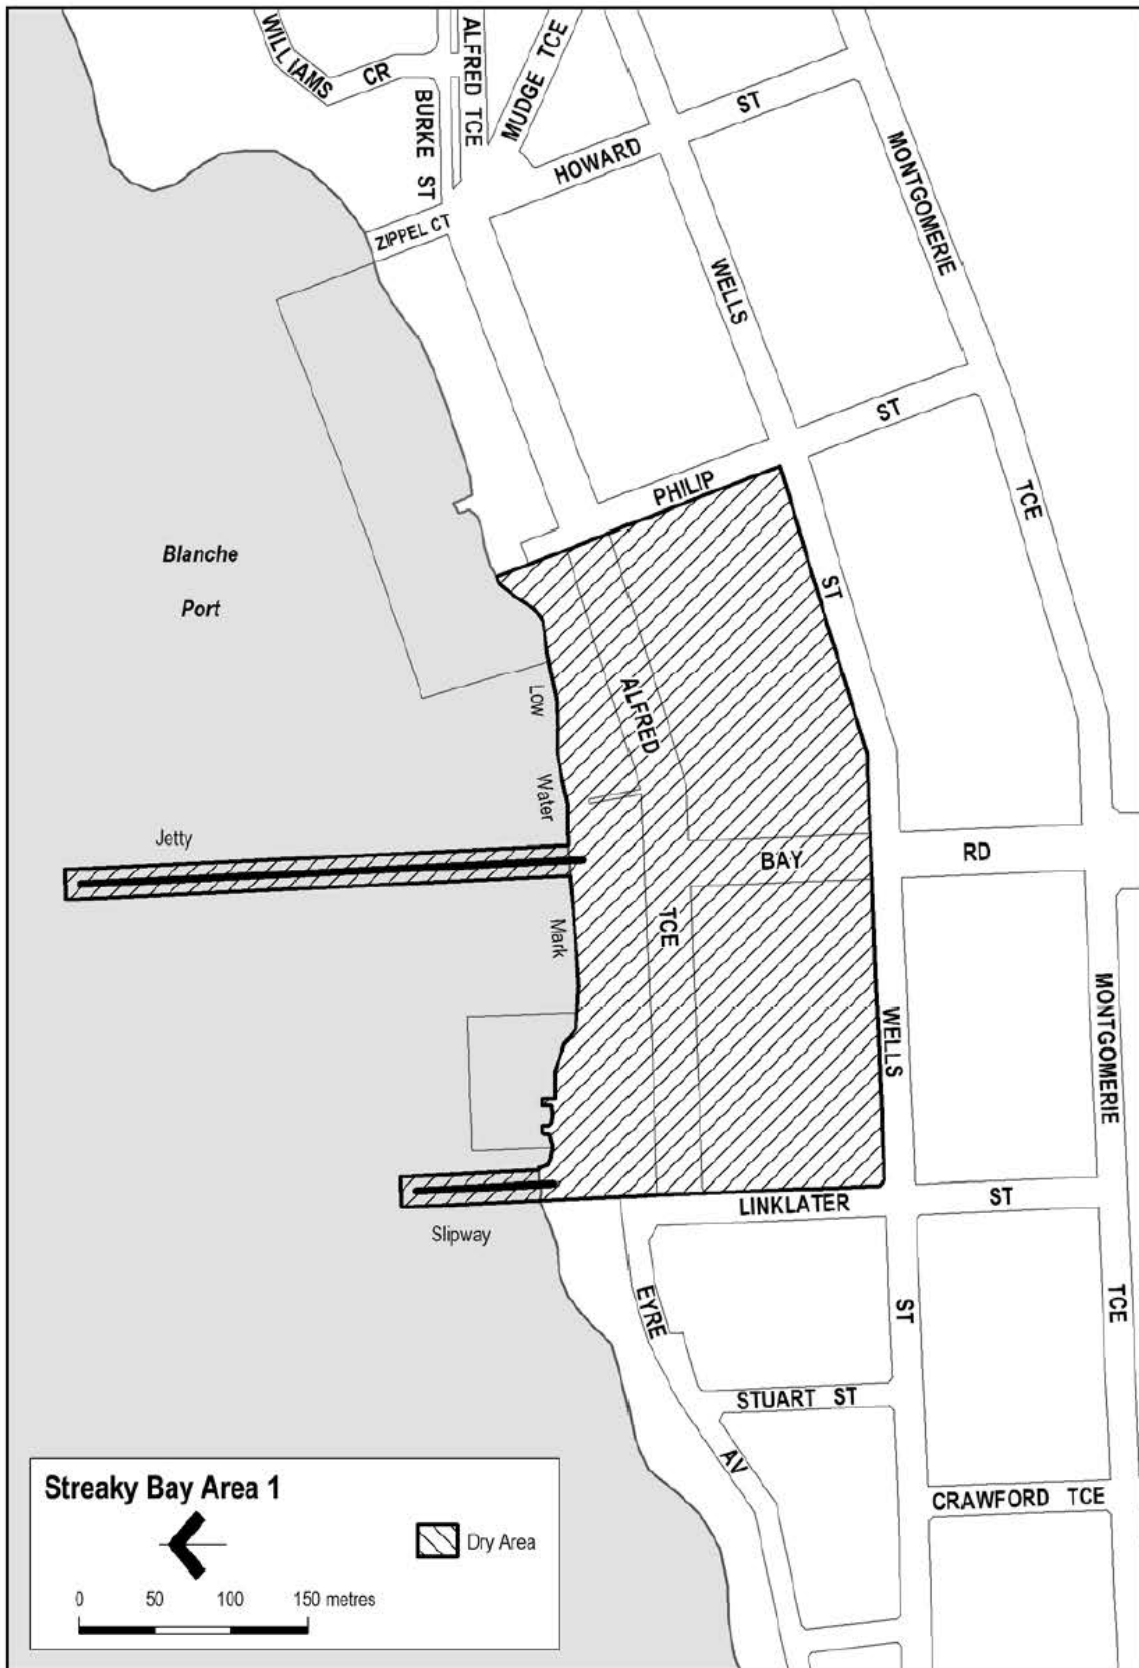 WILLIAMS CR
BURKE ST
ALFRED TCE
MUDGE TCE
HOWARD ST
ZIPPEL CT
WELLS ST
MONTGOMERIE TCE
PHILIP ST
Blanche
Port
Low
Water
Mark
ALFRED TCE
Jetty
BAY RD
WELLS ST
MONTGOMERIE TCE
LINKLATER ST
Slipway
EYRE AV
STUART ST
CRAWFORD TCE
Streaky Bay Area 1
Dry Area
0 50 100 150 metres